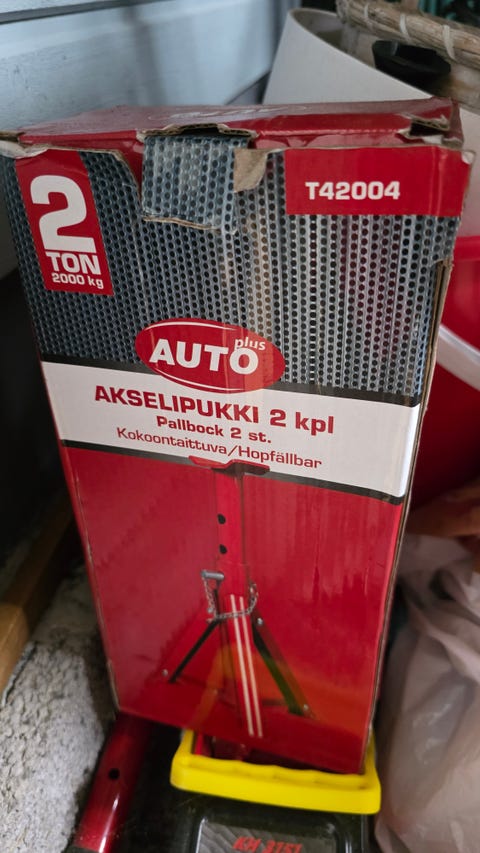 2
TON
2000 kg
T42004
plus
AUTO
AKSELIPUKKI 2 kpl
Pallbock 2 st.
Kokoontaittuva/Hopfällbar